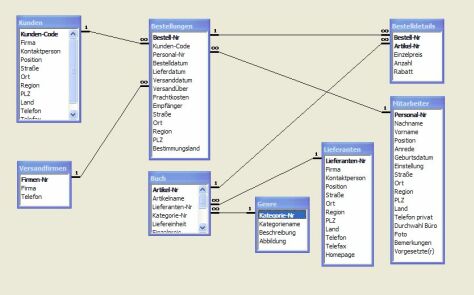 Kunden
Kunden-Code
Firma
Kontaktperson
Position
Straße
Ort
Region
PLZ
Land
Telefon
Telefax
Bestellungen
Bestell-Nr
Kunden-Code
Personal-Nr
Bestelldatum
Lieferdatum
Versanddatum
VersandÜber
Frachtkosten
Empfänger
Straße
Ort
Region
PLZ
Bestimmungsland
Bestelldetails
Bestell-Nr
Artikel-Nr
Einzelpreis
Anzahl
Rabatt
Mitarbeiter
Personal-Nr
Nachname
Vorname
Position
Anrede
Geburtsdatum
Einstellung
Straße
Ort
Region
PLZ
Land
Telefon privat
Durchwahl Büro
Foto
Bemerkungen
Vorgesetzte(r)
Versandfirmen
Firmen-Nr
Firma
Telefon
Buch
Artikel-Nr
Artikelname
Lieferanten-Nr
Kategorie-Nr
Liefereinheit
Einzelpreis
Genre
Kategorie-Nr
Kategoriename
Beschreibung
Abbildung
Lieferanten
Lieferanten-Nr
Firma
Kontaktperson
Position
Straße
Ort
Region
PLZ
Land
Telefon
Telefax
Homepage
1
∞
1
∞
∞
1
∞
1
1
∞
1
∞
1
∞
1
∞